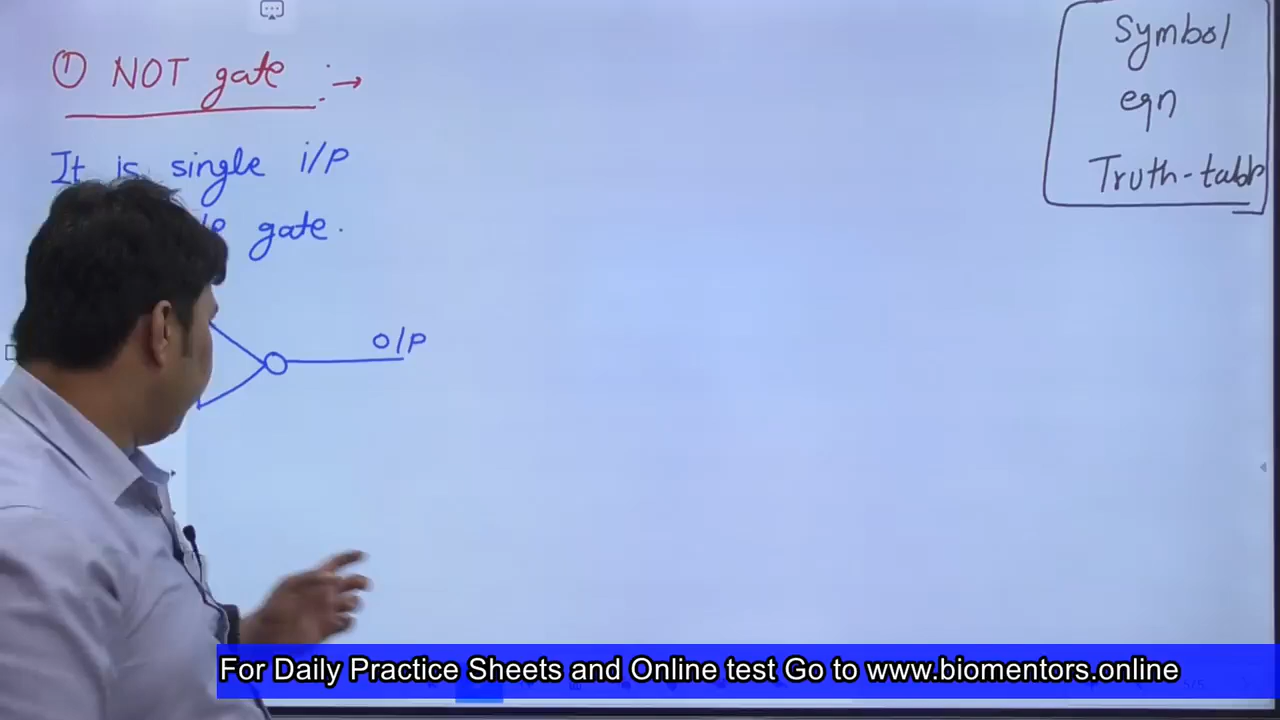 ① NOT gate :→
It is single i/p
gate.
O/P
Symbol
eqn
Truth-table
For Daily Practice Sheets and Online test Go to www.biomentors.online